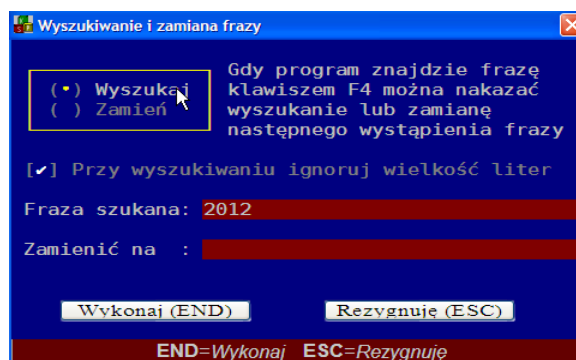 Wyszukiwanie i zamiana frazy
(•) Wyszukaj
( ) Zamień
Gdy program znajdzie frazę
klawiszem F4 można nakazać
wyszukanie lub zamianę
następnego wystąpienia frazy
[✔] Przy wyszukiwaniu ignoruj wielkość liter
Fraza szukana: 2012
Zamienić na :
Wykonaj (END) Rezygnuję (ESC)
END=Wykonaj ESC=Rezygnuję